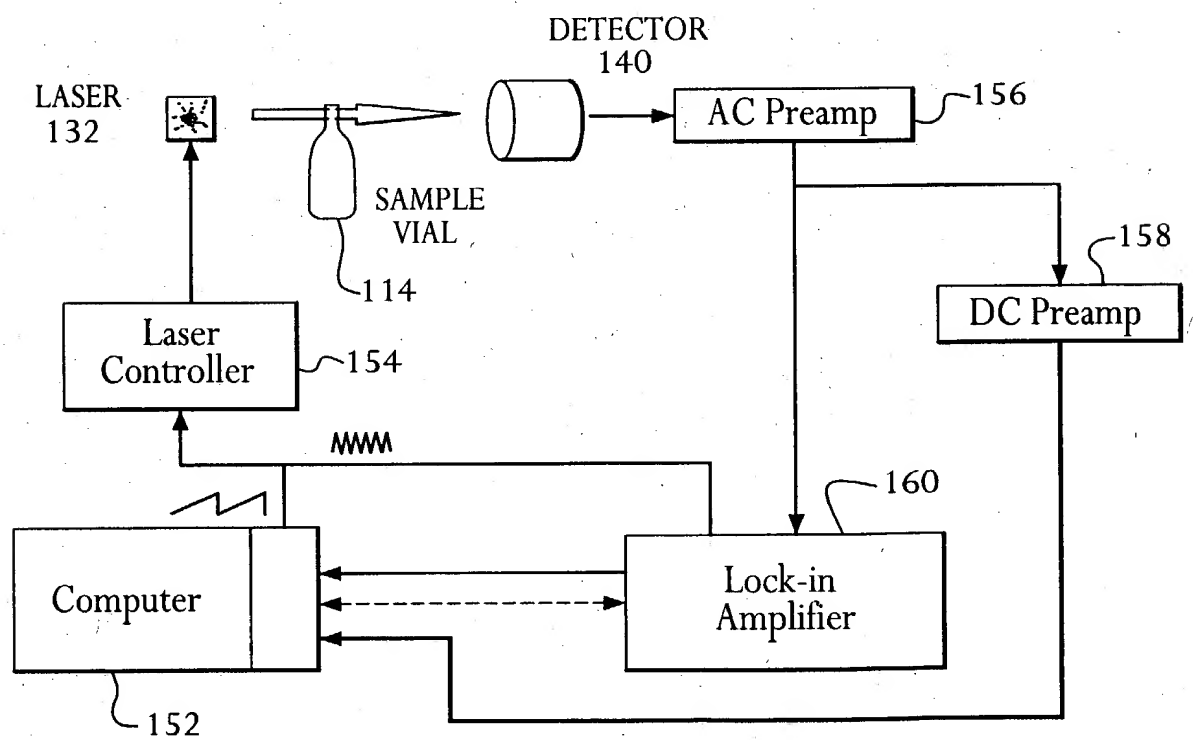 DETECTOR
140
LASER
132
AC Preamp
156
SAMPLE
VIAL
114
158
DC Preamp
Laser
Controller
154
160
Computer
Lock-in
Amplifier
152